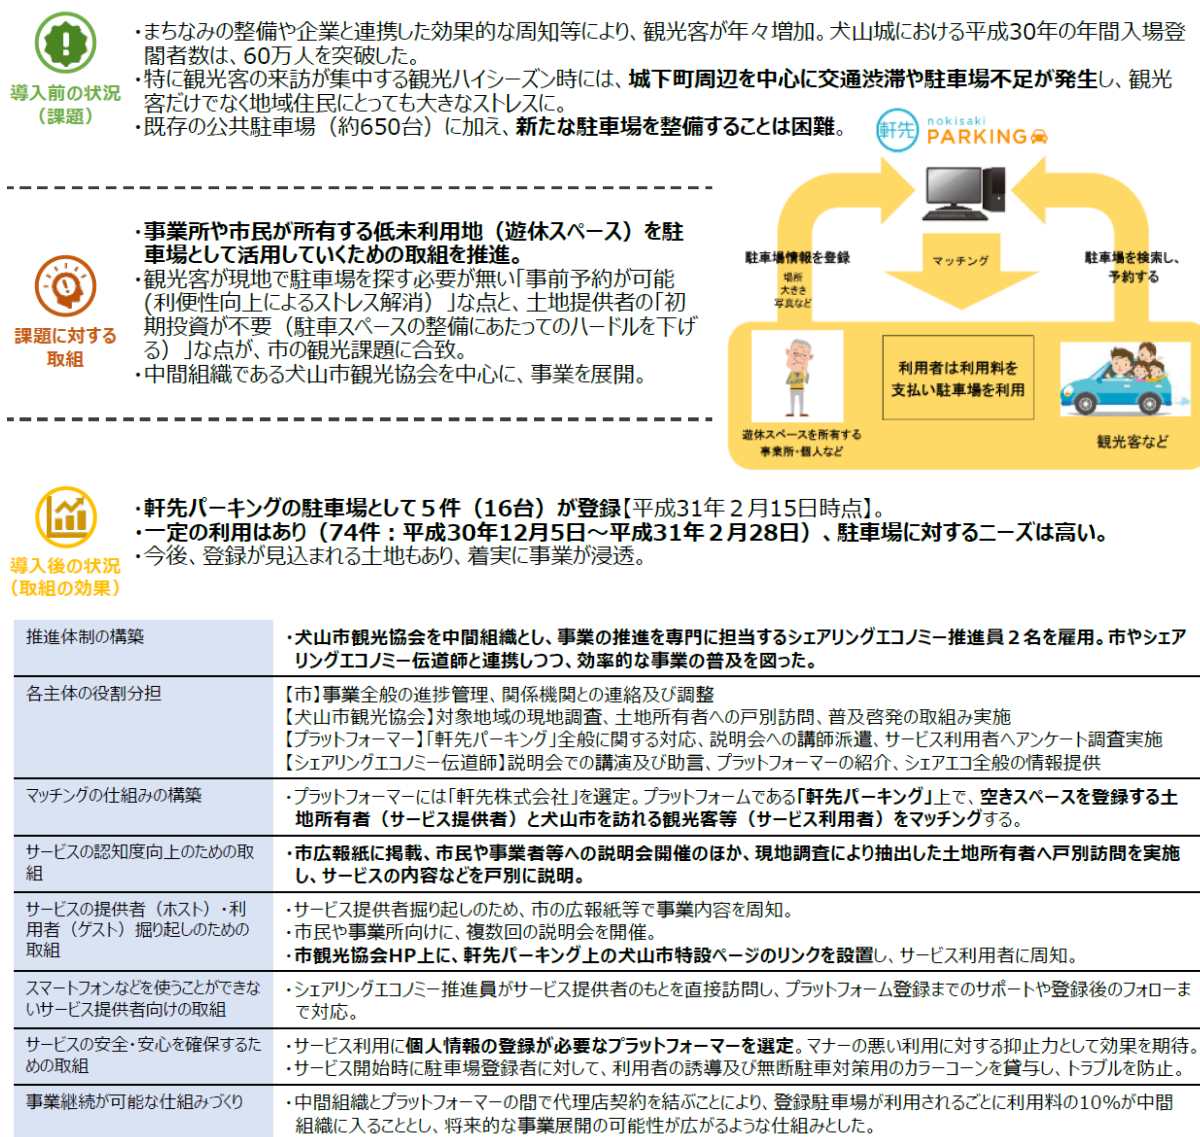 導入前の状況
（課題）
・まちなみの整備や企業と連携した効果的な周知等により、観光客が年々増加。犬山城における平成30年の年間入場登
閣者数は、60万人を突破した。
・特に観光客の来訪が集中する観光ハイシーズン時には、城下町周辺を中心に交通渋滞や駐車場不足が発生し、観光
客だけでなく地域住民にとっても大きなストレスに。
・既存の公共駐車場（約650台）に加え、新たな駐車場を整備することは困難。
軒先
nokisaki
PARKING
課題に対する
取組
・事業所や市民が所有する低未利用地（遊休スペース）を駐
車場として活用していくための取組を推進。
・観光客が現地で駐車場を探す必要が無い「事前予約が可能
(利便性向上によるストレス解消）」な点と、土地提供者の「初
期投資が不要（駐車スペースの整備にあたってのハードルを下げ
る）」な点が、市の観光課題に合致。
・中間組織である犬山市観光協会を中心に、事業を展開。
駐車場情報を登録
場所
大きさ
写真など
マッチング
駐車場を検索し、
予約する
利用者は利用料を
支払い駐車場を利用
遊休スペースを所有する
事業所・個人など
観光客など
導入後の状況
（取組の効果）
・軒先パーキングの駐車場として５件（16台）が登録【平成31年２月15日時点】。
・一定の利用はあり（74件：平成30年12月5日～平成31年２月28日）、駐車場に対するニーズは高い。
・今後、登録が見込まれる土地もあり、着実に事業が浸透。
推進体制の構築
・犬山市観光協会を中間組織とし、事業の推進を専門に担当するシェアリングエコノミー推進員２名を雇用。市やシェア
リングエコノミー伝道師と連携しつつ、効率的な事業の普及を図った。
各主体の役割分担
【市】事業全般の進捗管理、関係機関との連絡及び調整
【犬山市観光協会】対象地域の現地調査、土地所有者への戸別訪問、普及啓発の取組み実施
【プラットフォーマー】「軒先パーキング」全般に関する対応、説明会への講師派遣、サービス利用者へアンケート調査実施
【シェアリングエコノミー伝道師】説明会での講演及び助言、プラットフォーマーの紹介、シェアエコ全般の情報提供
マッチングの仕組みの構築
・プラットフォーマーには「軒先株式会社」を選定。プラットフォームである「軒先パーキング」上で、空きスペースを登録する土
地所有者（サービス提供者）と犬山市を訪れる観光客等（サービス利用者）をマッチングする。
サービスの認知度向上のための取
組
・市広報紙に掲載、市民や事業者等への説明会開催のほか、現地調査により抽出した土地所有者へ戸別訪問を実施
し、サービスの内容などを戸別に説明。
サービスの提供者（ホスト）・利
用者（ゲスト）掘り起しのための
取組
・サービス提供者掘り起しのため、市の広報紙等で事業内容を周知。
・市民や事業所向けに、複数回の説明会を開催。
・市観光協会HP上に、軒先パーキング上の犬山市特設ページのリンクを設置し、サービス利用者に周知。
スマートフォンなどを使うことができな
いサービス提供者向けの取組
・シェアリングエコノミー推進員がサービス提供者のもとを直接訪問し、プラットフォーム登録までのサポートや登録後のフォローま
で対応。
サービスの安全・安心を確保するた
めの取組
・サービス利用に個人情報の登録が必要なプラットフォーマーを選定。マナーの悪い利用に対する抑止力として効果を期待。
・サービス開始時に駐車場登録者に対して、利用者の誘導及び無断駐車対策用のカラーコーンを貸与し、トラブルを防止。
事業継続が可能な仕組みづくり
・中間組織とプラットフォーマーの間で代理店契約を結ぶことにより、登録駐車場が利用されるごとに利用料の10％が中間
組織に入ることとし、将来的な事業展開の可能性が広がるような仕組みとした。